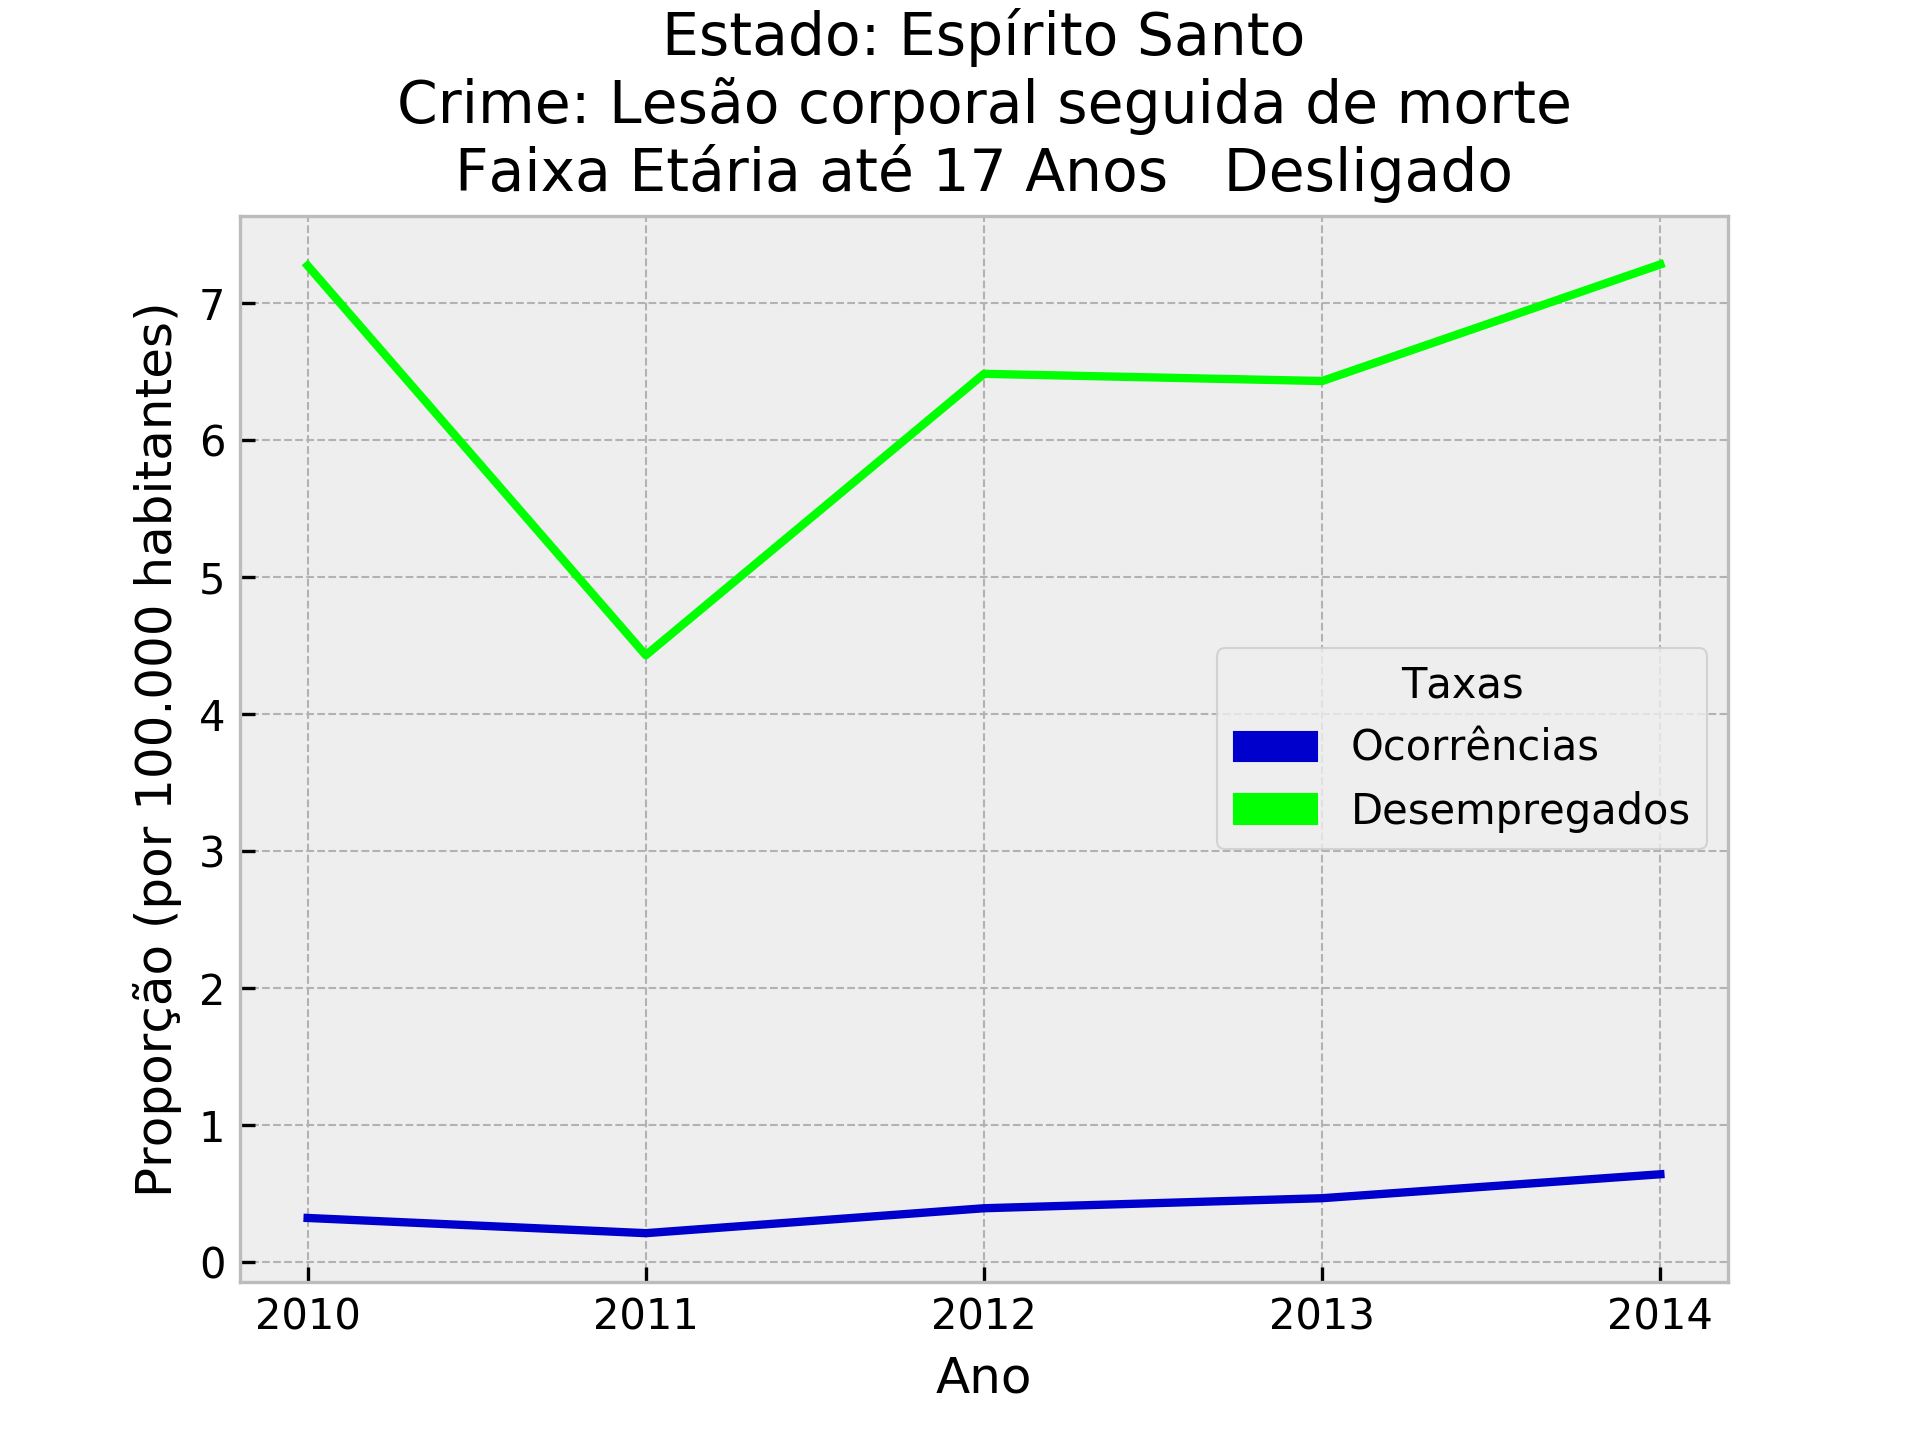 Estado: Espírito Santo
Crime: Lesão corporal seguida de morte
Faixa Etária até 17 Anos   Desligado
Proporção (por 100.000 habitantes)
7
6
5
4
3
2
1
0
Taxas
Ocorrências
Desempregados
2010 2011 2012 2013 2014
Ano